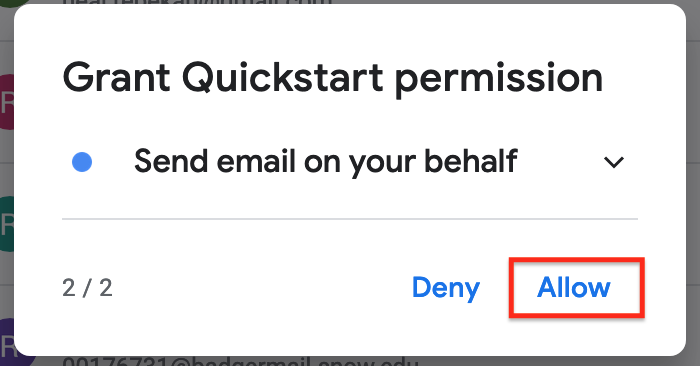 Grant Quickstart permission
Send email on your behalf
2 / 2
Deny
Allow